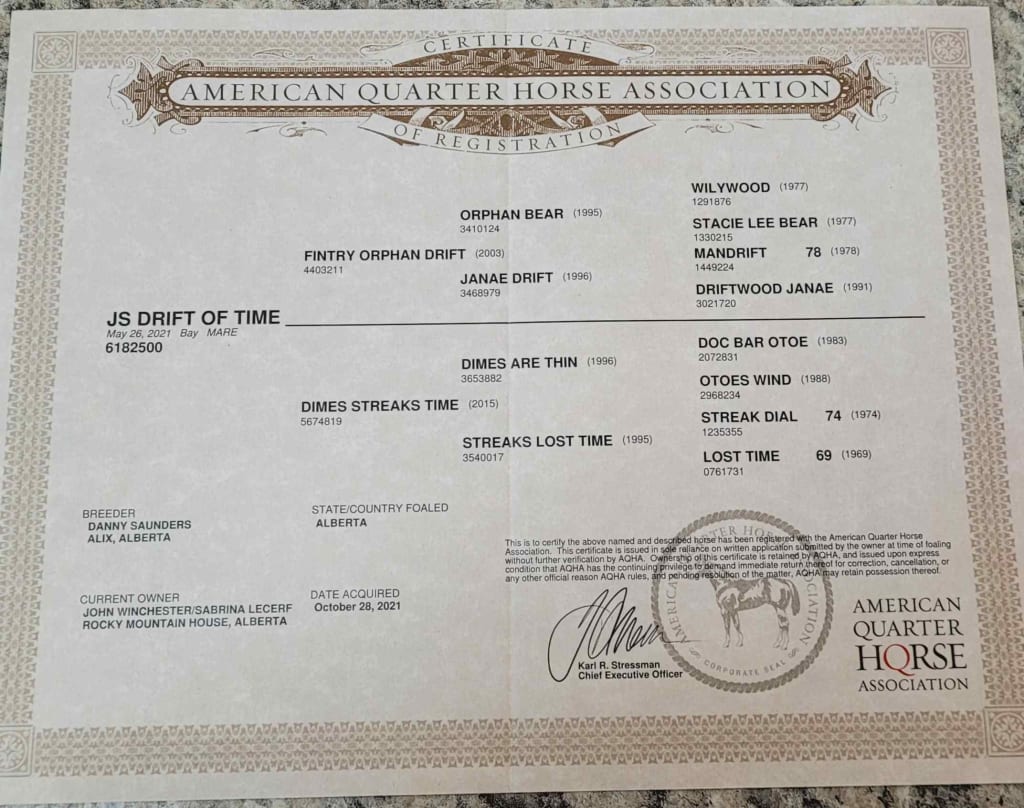 CERTIFICATE
AMERICAN QUARTER HORSE ASSOCIATION
OF REGISTRATION
WILYWOOD (1977)
1291876
ORPHAN BEAR (1995)
3410124
STACIE LEE BEAR (1977)
1330215
FINTRY ORPHAN DRIFT (2003)
4403211
MANDRIFT 78 (1978)
1449224
JANAE DRIFT (1996)
3468979
DRIFTWOOD JANAE (1991)
3021720
JS DRIFT OF TIME
May 26, 2021 Bay MARE
6182500
DOC BAR OTOE (1983)
2072831
DIMES ARE THIN (1996)
3653882
OTOES WIND (1988)
2968234
DIMES STREAKS TIME (2015)
5674819
STREAK DIAL 74 (1974)
1235355
STREAKS LOST TIME (1995)
3540017
LOST TIME 69 (1969)
0761731
BREEDER
DANNY SAUNDERS
ALIX, ALBERTA
STATE/COUNTRY FOALED
ALBERTA
CURRENT OWNER
JOHN WINCHESTER/SABRINA LECERF
ROCKY MOUNTAIN HOUSE, ALBERTA
DATE ACQUIRED
October 28, 2021
This is to certify the above named and described horse has been registered with the American Quarter Horse
Association. This certificate is issued in sole reliance on written application submitted by the owner at time of foaling
without further verification by AQHA. Ownership of this certificate is retained by AQHA, and issued upon express
condition that AQHA has the continuing privilege to demand immediate return thereof for correction, cancellation, or
any other official reason AQHA rules, and pending resolution of the matter, AQHA may retain possession thereof.
Karl R. Stressman
Chief Executive Officer
AMERICAN QUARTER HORSE ASSOCIATION
CORPORATE SEAL
AMERICAN
QUARTER
HORSE
ASSOCIATION